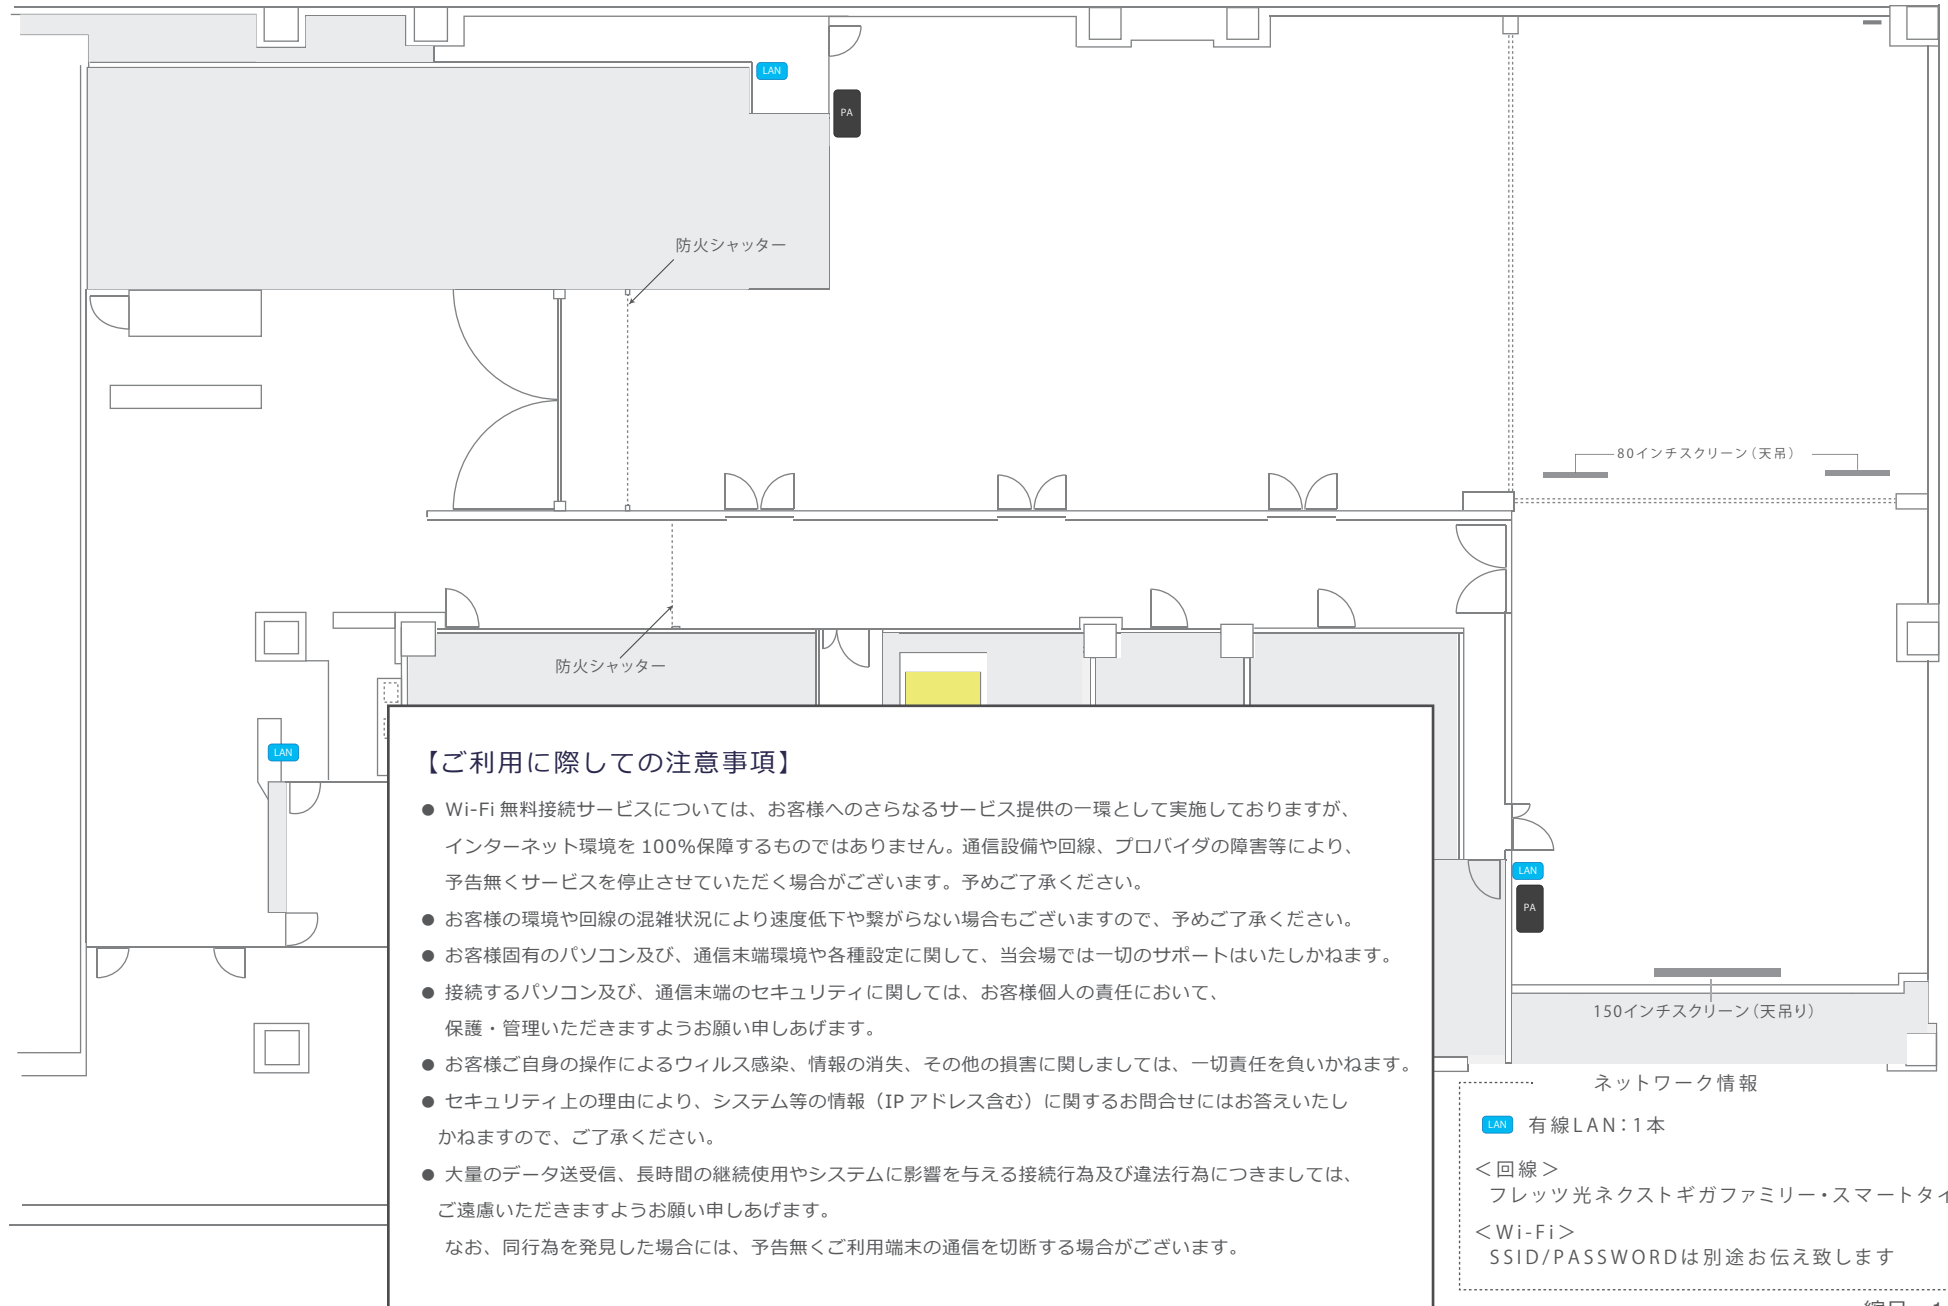 LAN
PA
防火シャッター
80インチスクリーン（天吊）
防火シャッター
LAN
【ご利用に際しての注意事項】
● Wi-Fi 無料接続サービスについては、お客様へのさらなるサービス提供の一環として実施しておりますが、
インターネット環境を 100%保障するものではありません。通信設備や回線、プロバイダの障害等により、
予告無くサービスを停止させていただく場合がございます。予めご了承ください。
● お客様の環境や回線の混雑状況により速度低下や繋がらない場合もございますので、予めご了承ください。
● お客様固有のパソコン及び、通信末端環境や各種設定に関して、当会場では一切のサポートはいたしかねます。
● 接続するパソコン及び、通信末端のセキュリティに関しては、お客様個人の責任において、
保護・管理いただきますようお願い申しあげます。
● お客様ご自身の操作によるウィルス感染、情報の消失、その他の損害に関しましては、一切責任を負いかねます。
● セキュリティ上の理由により、システム等の情報（IP アドレス含む）に関するお問合せにはお答えいたし
かねますので、ご了承ください。
● 大量のデータ送受信、長時間の継続使用やシステムに影響を与える接続行為及び違法行為につきましては、
ご遠慮いただきますようお願い申しあげます。
なお、同行為を発見した場合には、予告無くご利用端末の通信を切断する場合がございます。
LAN
PA
150インチスクリーン（天吊り）
ネットワーク情報
LAN 有線LAN：1本
＜回線＞
フレッツ光ネクストギガファミリー・スマートタイ
＜Wi-Fi＞
SSID/PASSWORDは別途お伝え致します